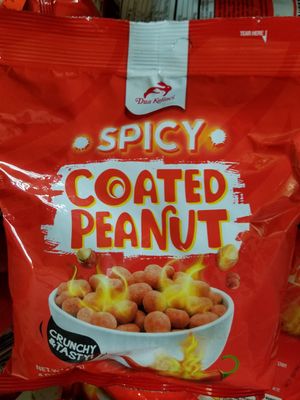 TEAR HERE
Dua Kelinci
SPICY
COATED
PEANUT
CRUNCHY
& TASTY!